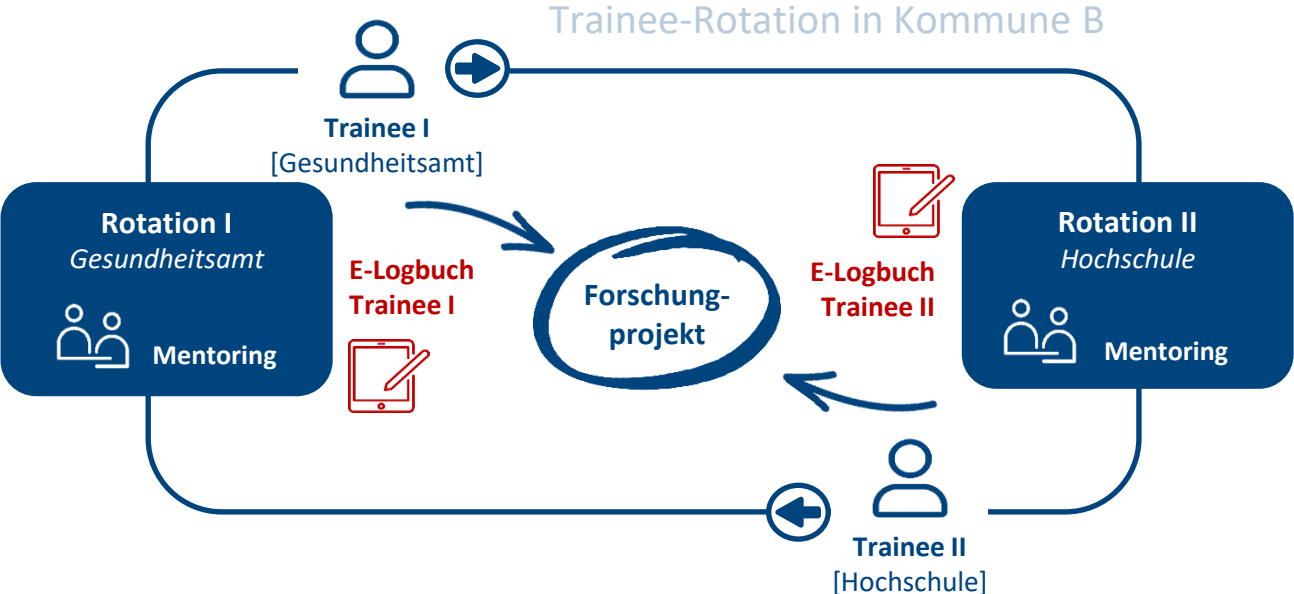 Trainee-Rotation in Kommune B
Trainee I
[Gesundheitsamt]
Rotation I
Gesundheitsamt
Mentoring
E-Logbuch
Trainee I
Forschung-
projekt
E-Logbuch
Trainee II
Rotation II
Hochschule
Mentoring
Trainee II
[Hochschule]